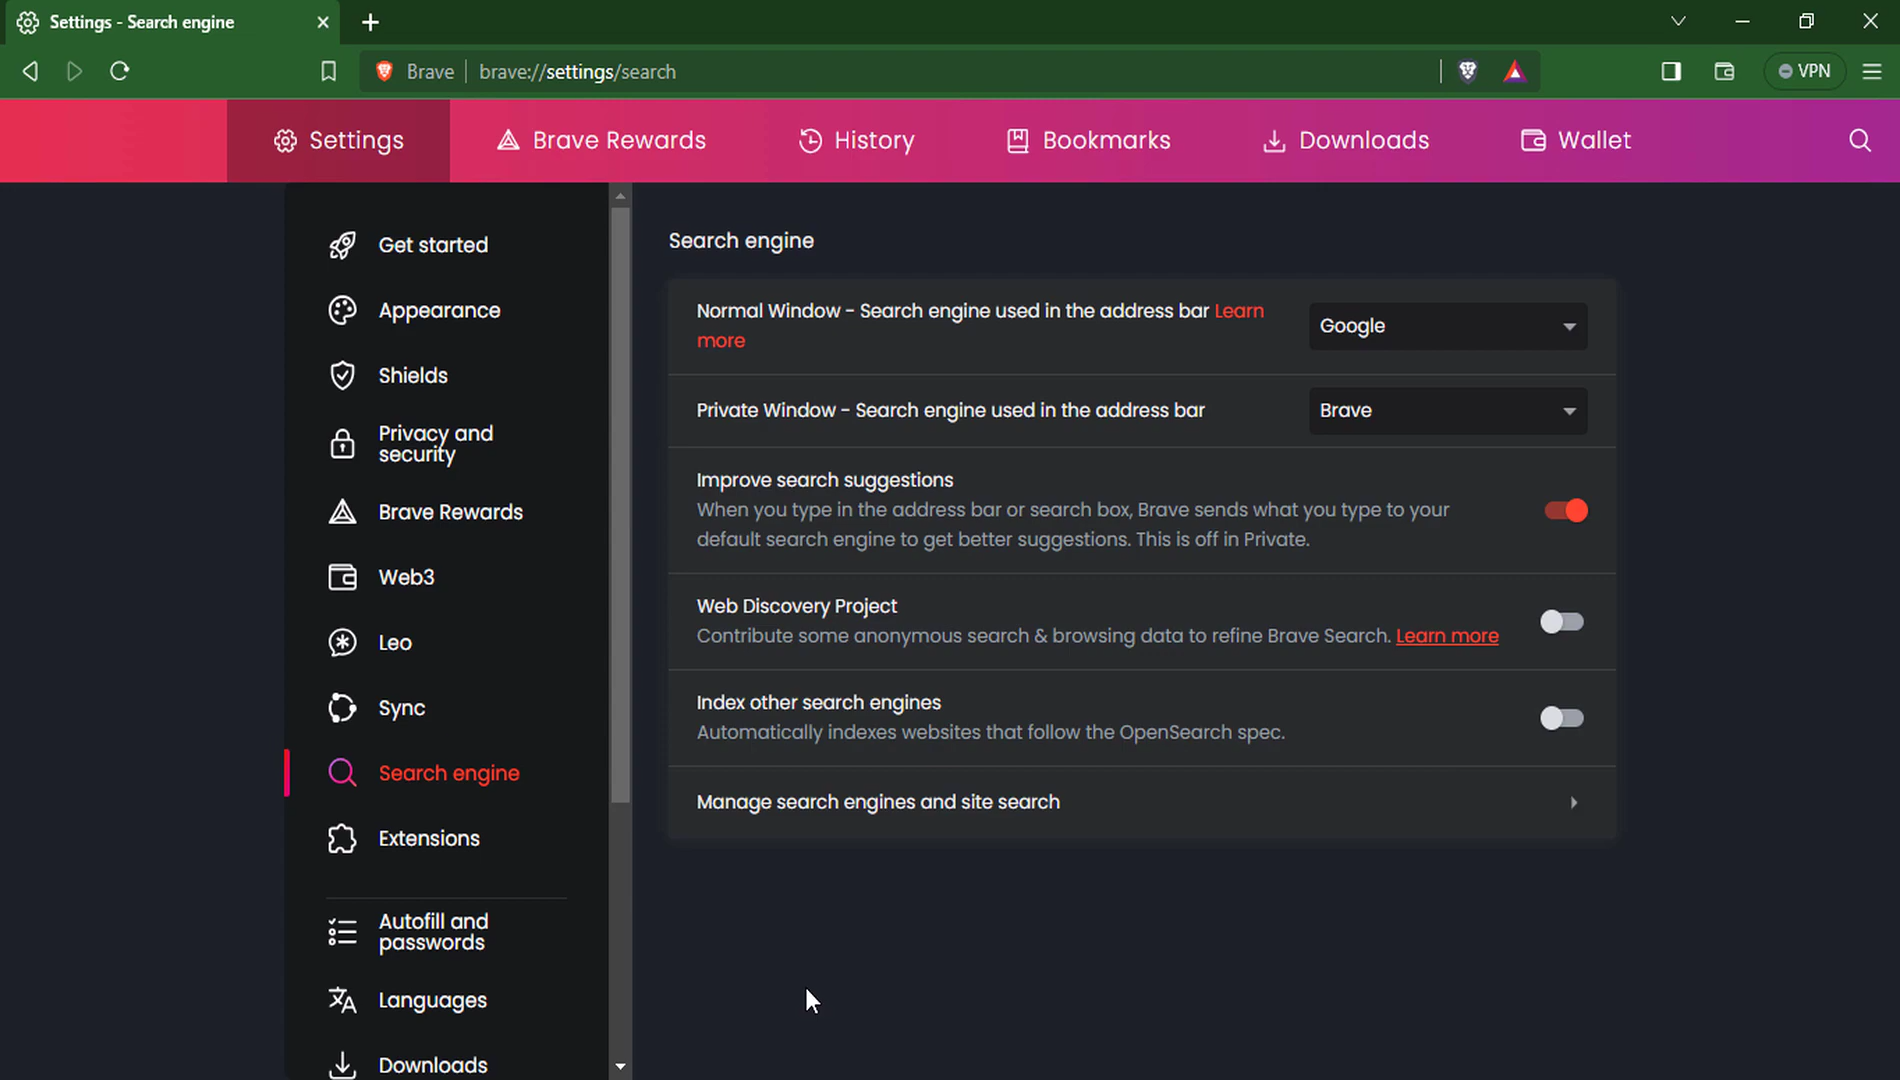 Settings - Search engine
Brave
brave://settings/search
VPN
Settings
Brave Rewards
History
Bookmarks
Downloads
Wallet
Get started
Appearance
Shields
Privacy and
security
Brave Rewards
Web3
Leo
Sync
Search engine
Extensions
Autofill and
passwords
Languages
Downloads
Search engine
Normal Window - Search engine used in the address bar Learn
more
Google
Private Window - Search engine used in the address bar
Brave
Improve search suggestions
When you type in the address bar or search box, Brave sends what you type to your
default search engine to get better suggestions. This is off in Private.
Web Discovery Project
Contribute some anonymous search & browsing data to refine Brave Search. Learn more
Index other search engines
Automatically indexes websites that follow the OpenSearch spec.
Manage search engines and site search